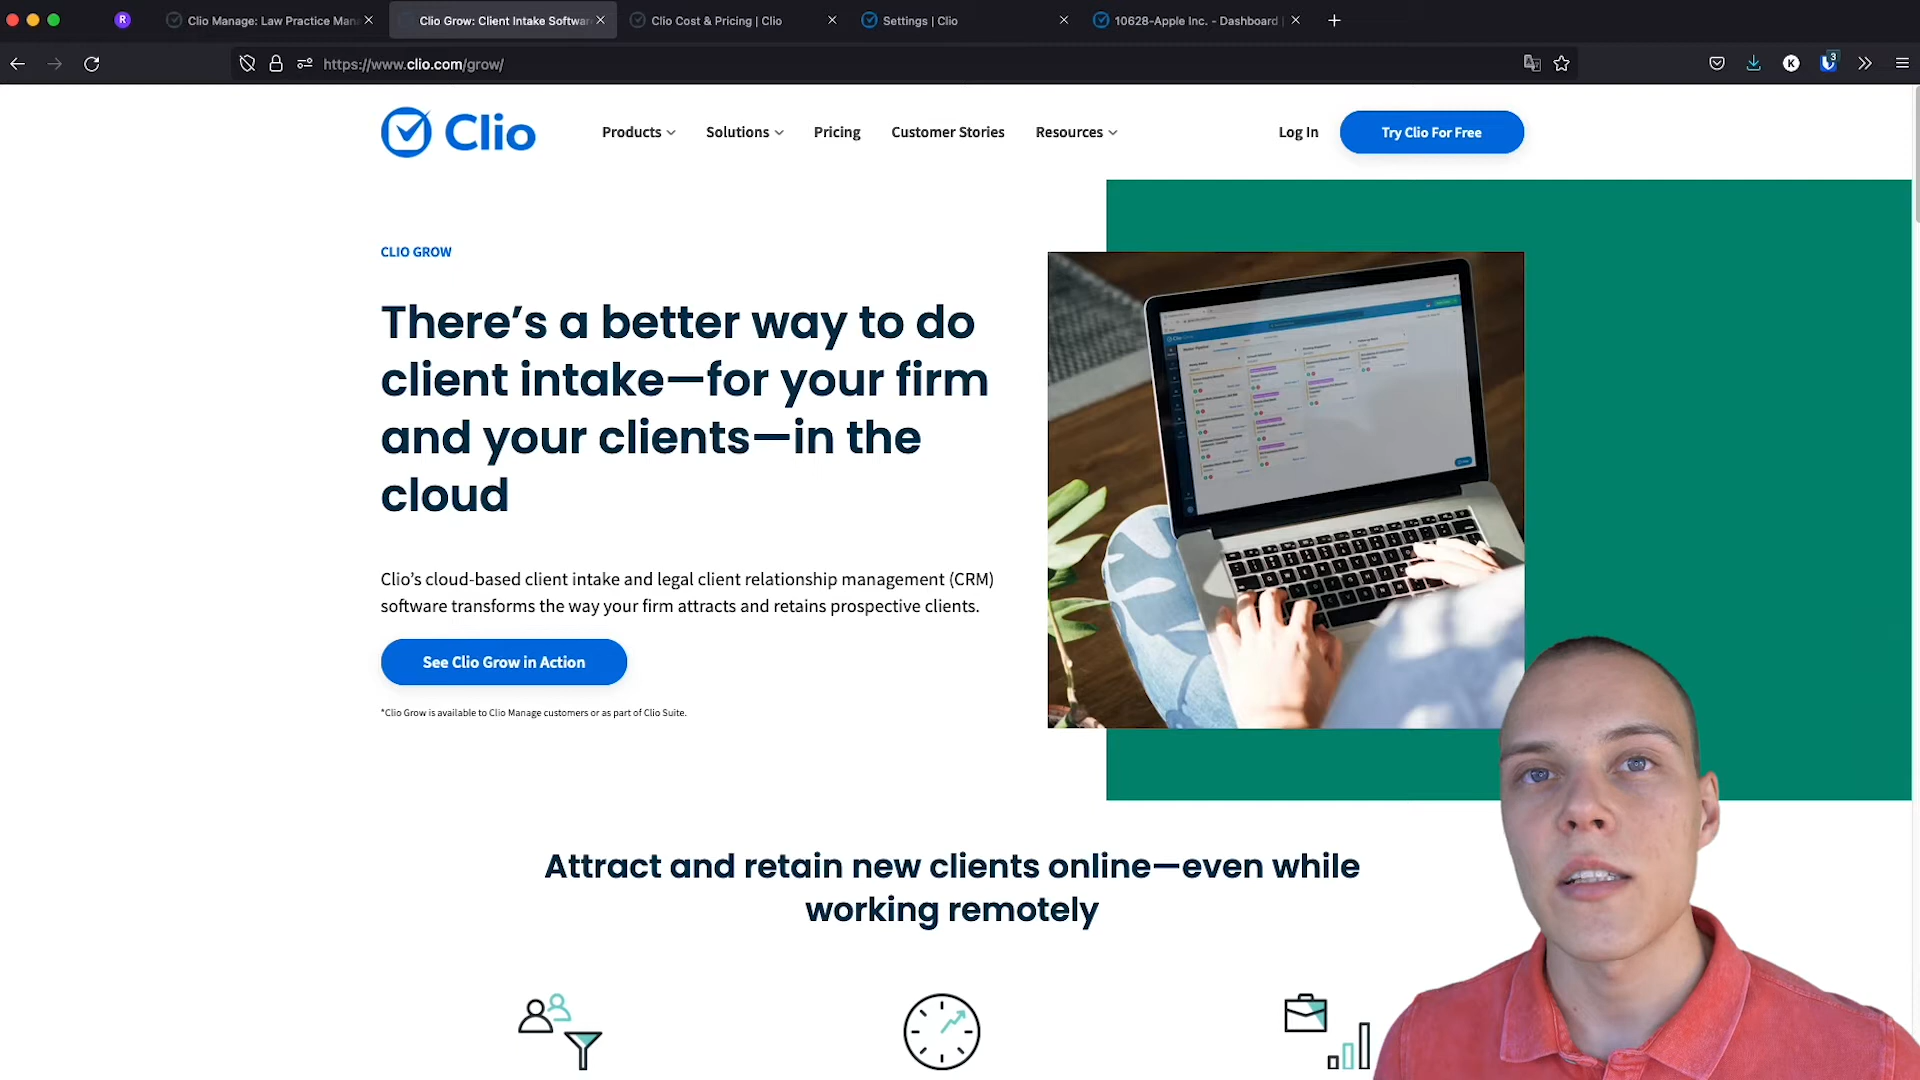 R
Clio Manage: Law Practice Man
Clio Grow: Client Intake Softwar
Clio Cost & Pricing | Clio
Settings | Clio
10628-Apple Inc. - Dashboard |
https://www.clio.com/grow/
K
3
Clio
Products
Solutions
Pricing
Customer Stories
Resources
Log In
Try Clio For Free
CLIO GROW
There’s a better way to do
client intake—for your firm
and your clients—in the
cloud
Clio’s cloud-based client intake and legal client relationship management (CRM)
software transforms the way your firm attracts and retains prospective clients.
See Clio Grow in Action
*Clio Grow is available to Clio Manage customers or as part of Clio Suite.
Attract and retain new clients online—even while
working remotely